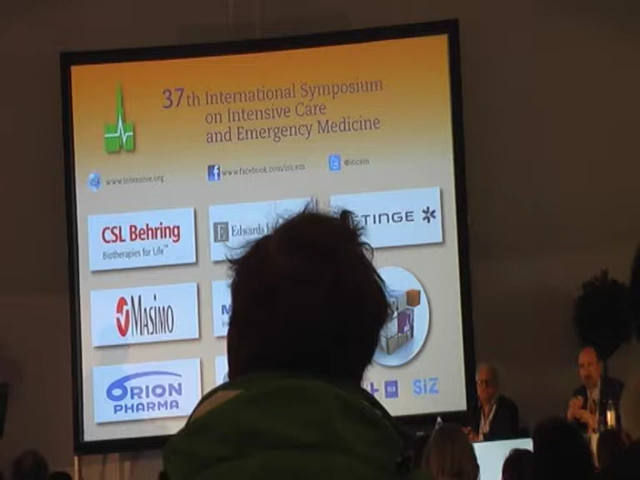 37th International Symposium
on Intensive Care
and Emergency Medicine
www.intensive.org
www.facebook.com/isicem
@isicem
CSL Behring
Biotherapies for Life™
Edwards
TINGE
Masimo
ORION
PHARMA
SIZ